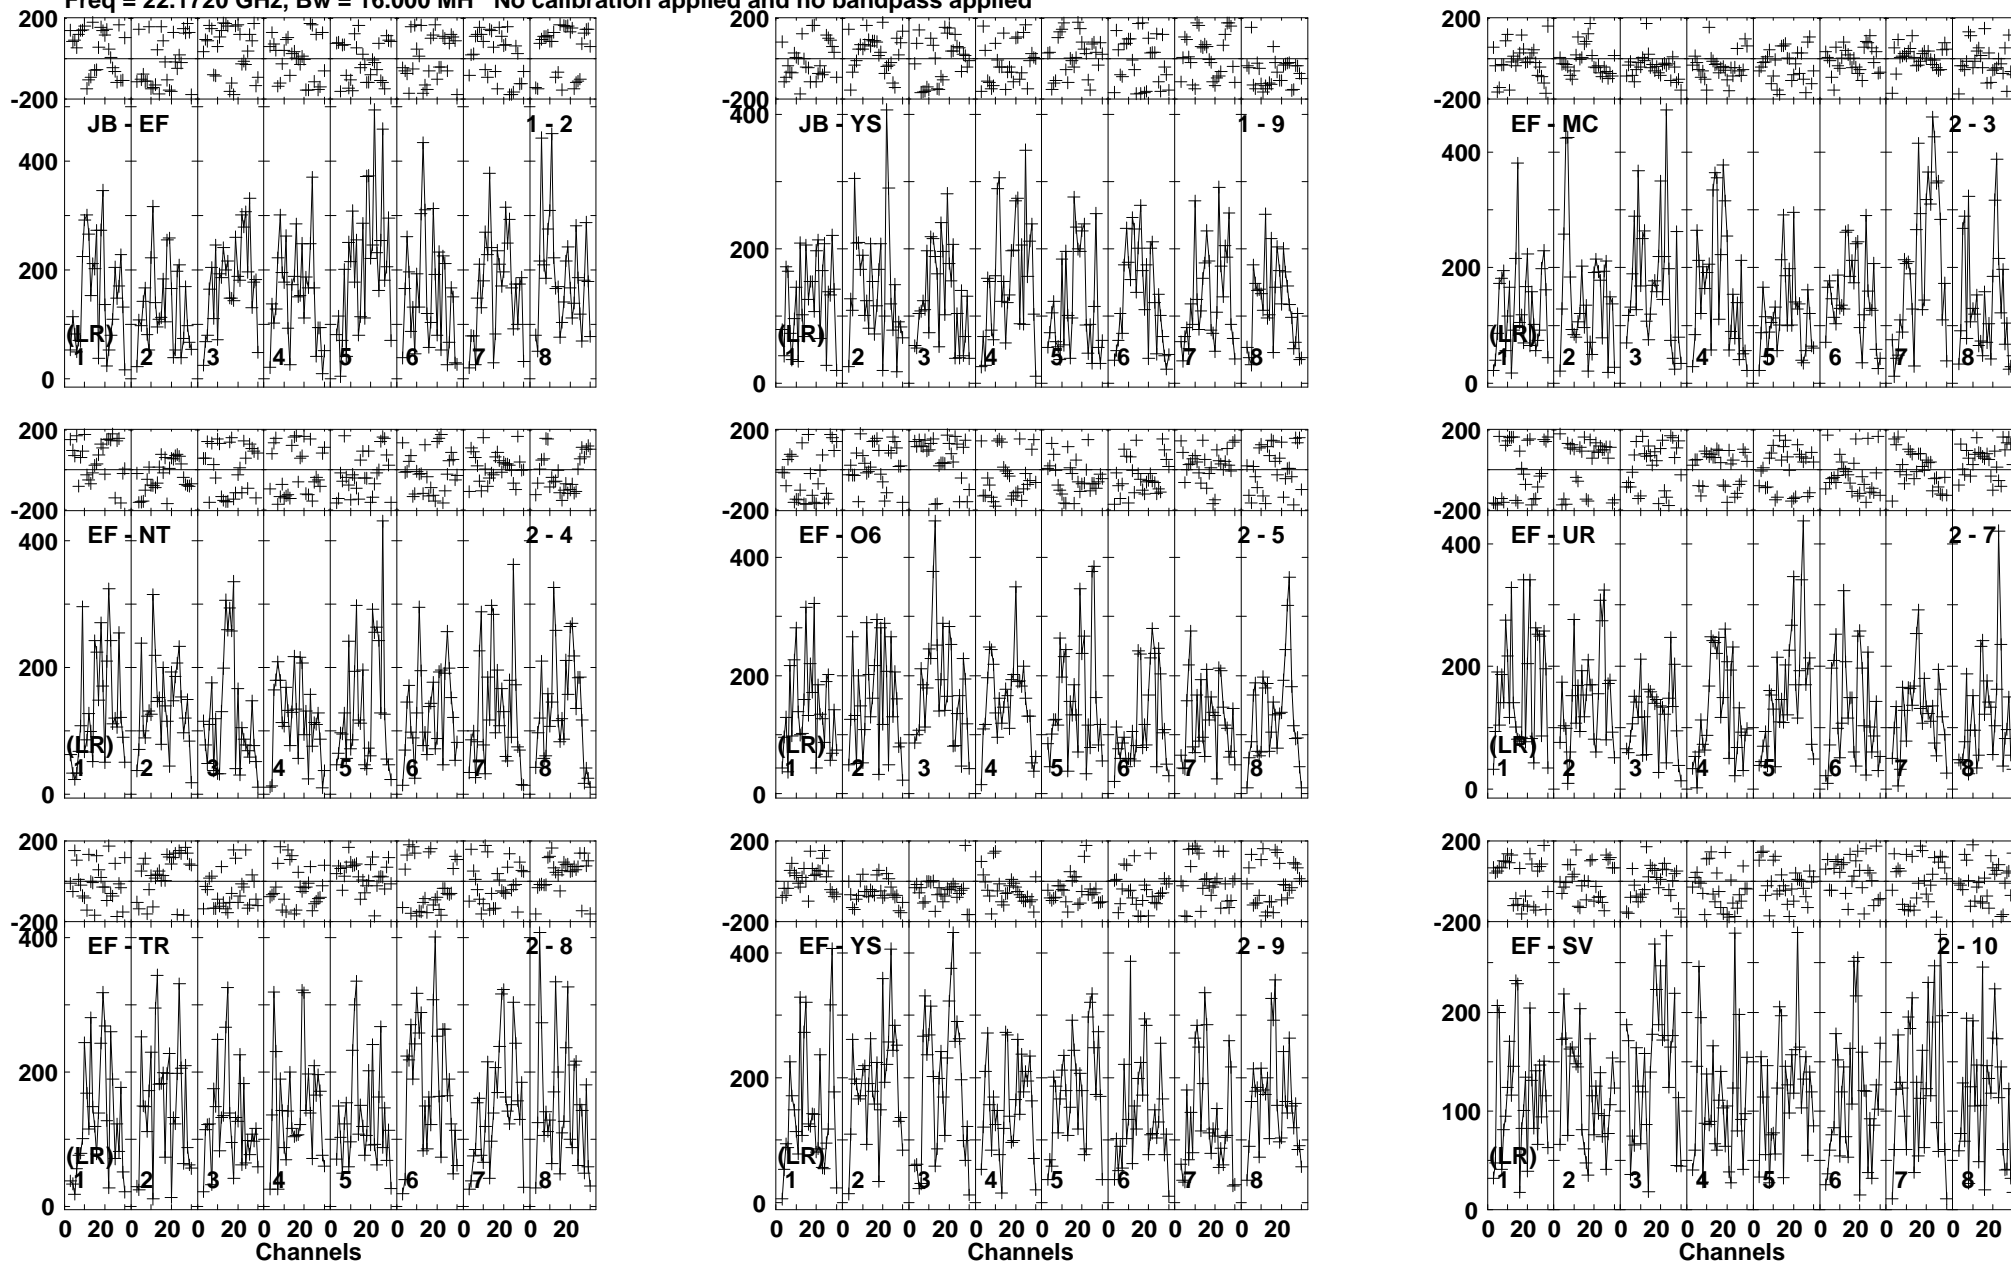 Freq = 22.1720 GHz, Bw = 16.000 MH No calibration applied and no bandpass applied
200
-200
JB - EF 1 - 2
400
200
0
(LR)
1 2 3 4 5 6 7 8
200
-200
JB - YS 1 - 9
400
200
0
(LR)
1 2 3 4 5 6 7 8
200
-200
EF - MC 2 - 3
400
200
0
(LR)
1 2 3 4 5 6 7 8
200
-200
EF - NT 2 - 4
400
200
0
(LR)
1 2 3 4 5 6 7 8
200
-200
EF - O6 2 - 5
400
200
0
(LR)
1 2 3 4 5 6 7 8
200
-200
EF - UR 2 - 7
400
200
0
(LR)
1 2 3 4 5 6 7 8
200
-200
EF - TR 2 - 8
400
200
0
(LR)
1 2 3 4 5 6 7 8
0 20 0 20 0 20 0 20 0 20 0 20 0 20 0 20
Channels
200
-200
EF - YS 2 - 9
400
200
0
(LR)
1 2 3 4 5 6 7 8
0 20 0 20 0 20 0 20 0 20 0 20 0 20 0 20
Channels
200
-200
EF - SV 2 - 10
200
100
0
(LR)
1 2 3 4 5 6 7 8
0 20 0 20 0 20 0 20 0 20 0 20 0 20 0 20
Channels